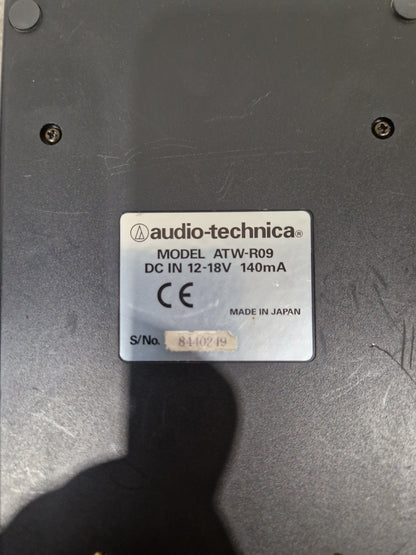 audio-technica®
MODEL ATW-R09
DC IN 12-18V 140mA
CE
MADE IN JAPAN
S/No. 8440249